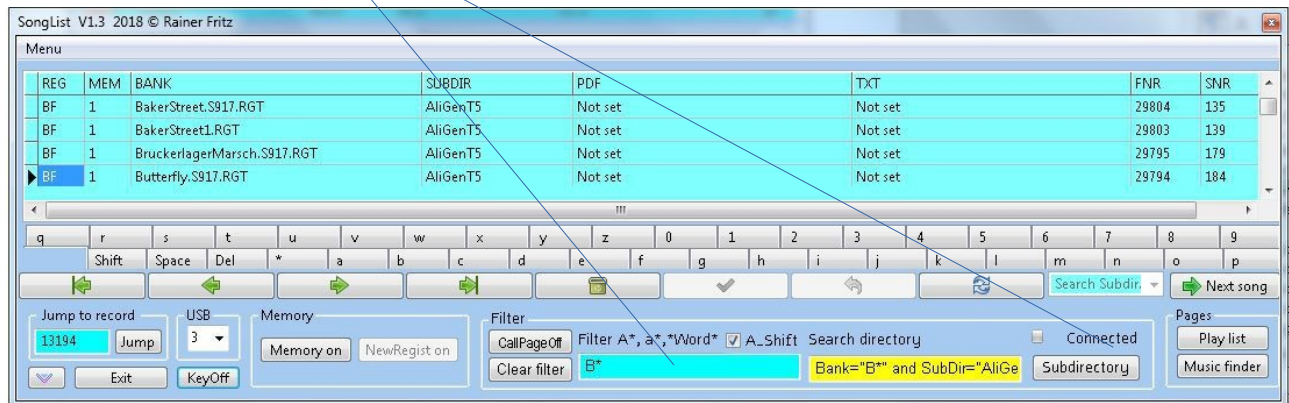 SongList V1.3 2018 © Rainer Fritz
Menu
REG MEM BANK SUBDIR PDF TXT FNR SNR
BF 1 BakerStreet.S917.RGT AliGenT5 Not set Not set 29804 135
BF 1 BakerStreet1.RGT AliGenT5 Not set Not set 29803 139
BF 1 BruckerlagerMarsch.S917.RGT AliGenT5 Not set Not set 29795 179
BF 1 Butterfly.S917.RGT AliGenT5 Not set Not set 29794 184
q r s t u v w x y z 0 1 2 3 4 5 6 7 8 9
Shift Space Del * a b c d e f g h i j k l m n o p
Search Subdir. Next song
Jump to record USB Memory Filter Pages
13194 Jump 3 Memory on NewRegist on CallPageOff Filter A*, a*,*Word* A_Shift Search directory Connected Play list
Exit KeyOff Clear filter B* Bank="B*" and SubDir="AliGe Subdirectory Music finder